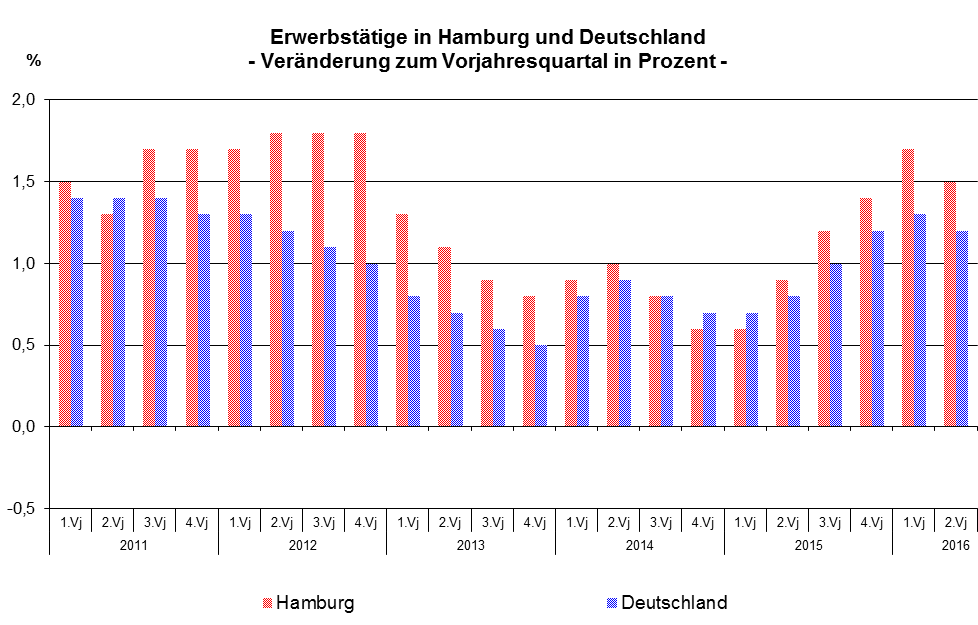 Erwerbstätige in Hamburg und Deutschland
- Veränderung zum Vorjahresquartal in Prozent -
%
2,0
1,5
1,0
0,5
0,0
-0,5
1.Vj 2.Vj 3.Vj 4.Vj 1.Vj 2.Vj 3.Vj 4.Vj 1.Vj 2.Vj 3.Vj 4.Vj 1.Vj 2.Vj 3.Vj 4.Vj 1.Vj 2.Vj 3.Vj 4.Vj 1.Vj 2.Vj
2011 2012 2013 2014 2015 2016
Hamburg Deutschland